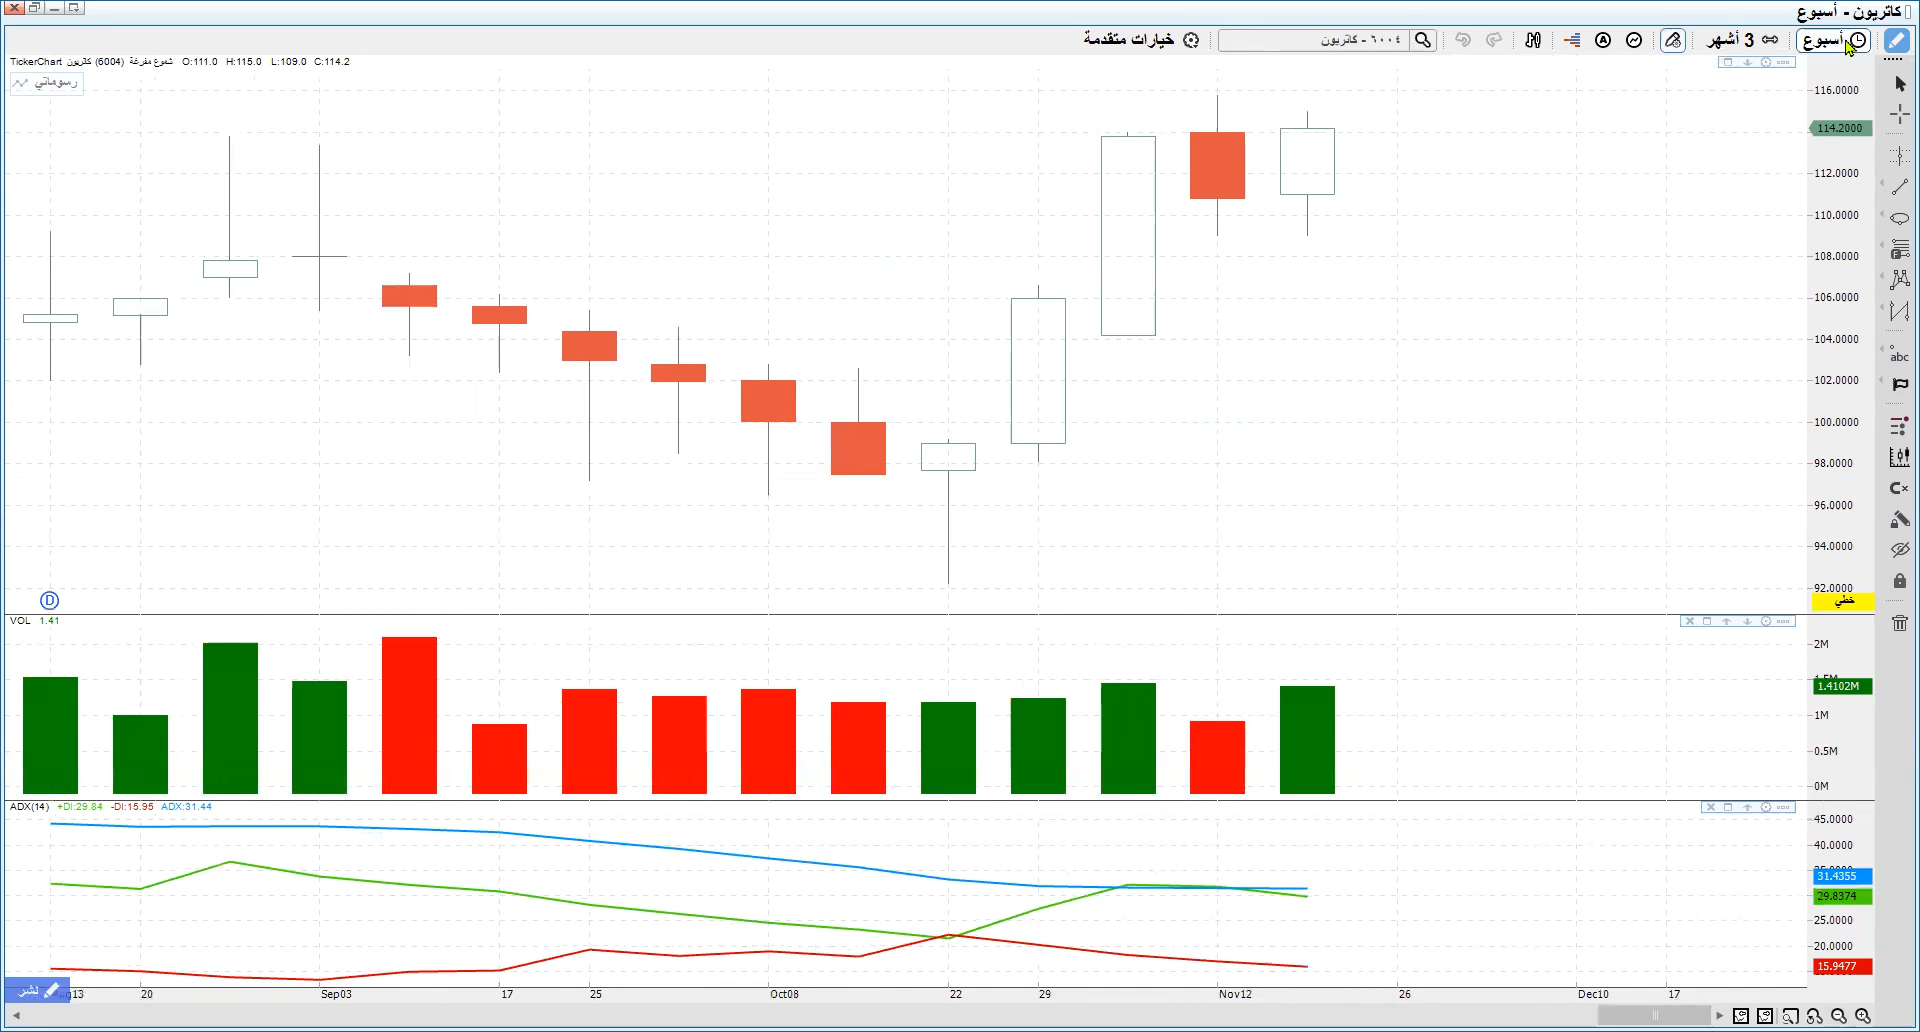 كاتريون - أسبوع
أسبوع
3 أشهر
٦٠٠٤ - كاتريون
خيارات متقدمة
TickerChart شموع مفرغة (6004) كاتريون O:111.0 H:115.0 L:109.0 C:114.2
رسوماتي
116.0000
114.2000
112.0000
110.0000
108.0000
106.0000
104.0000
102.0000
100.0000
98.0000
96.0000
94.0000
92.0000
خطي
abc
D
VOL 1.41
2M
1.4102M
1M
0.5M
0M
ADX(14) +DI:29.84 -DI:15.95 ADX:31.44
45.0000
40.0000
31.4355
29.8374
25.0000
20.0000
15.9477
نشر
13 20 Sep03 17 25 Oct08 22 29 Nov12 26 Dec10 17